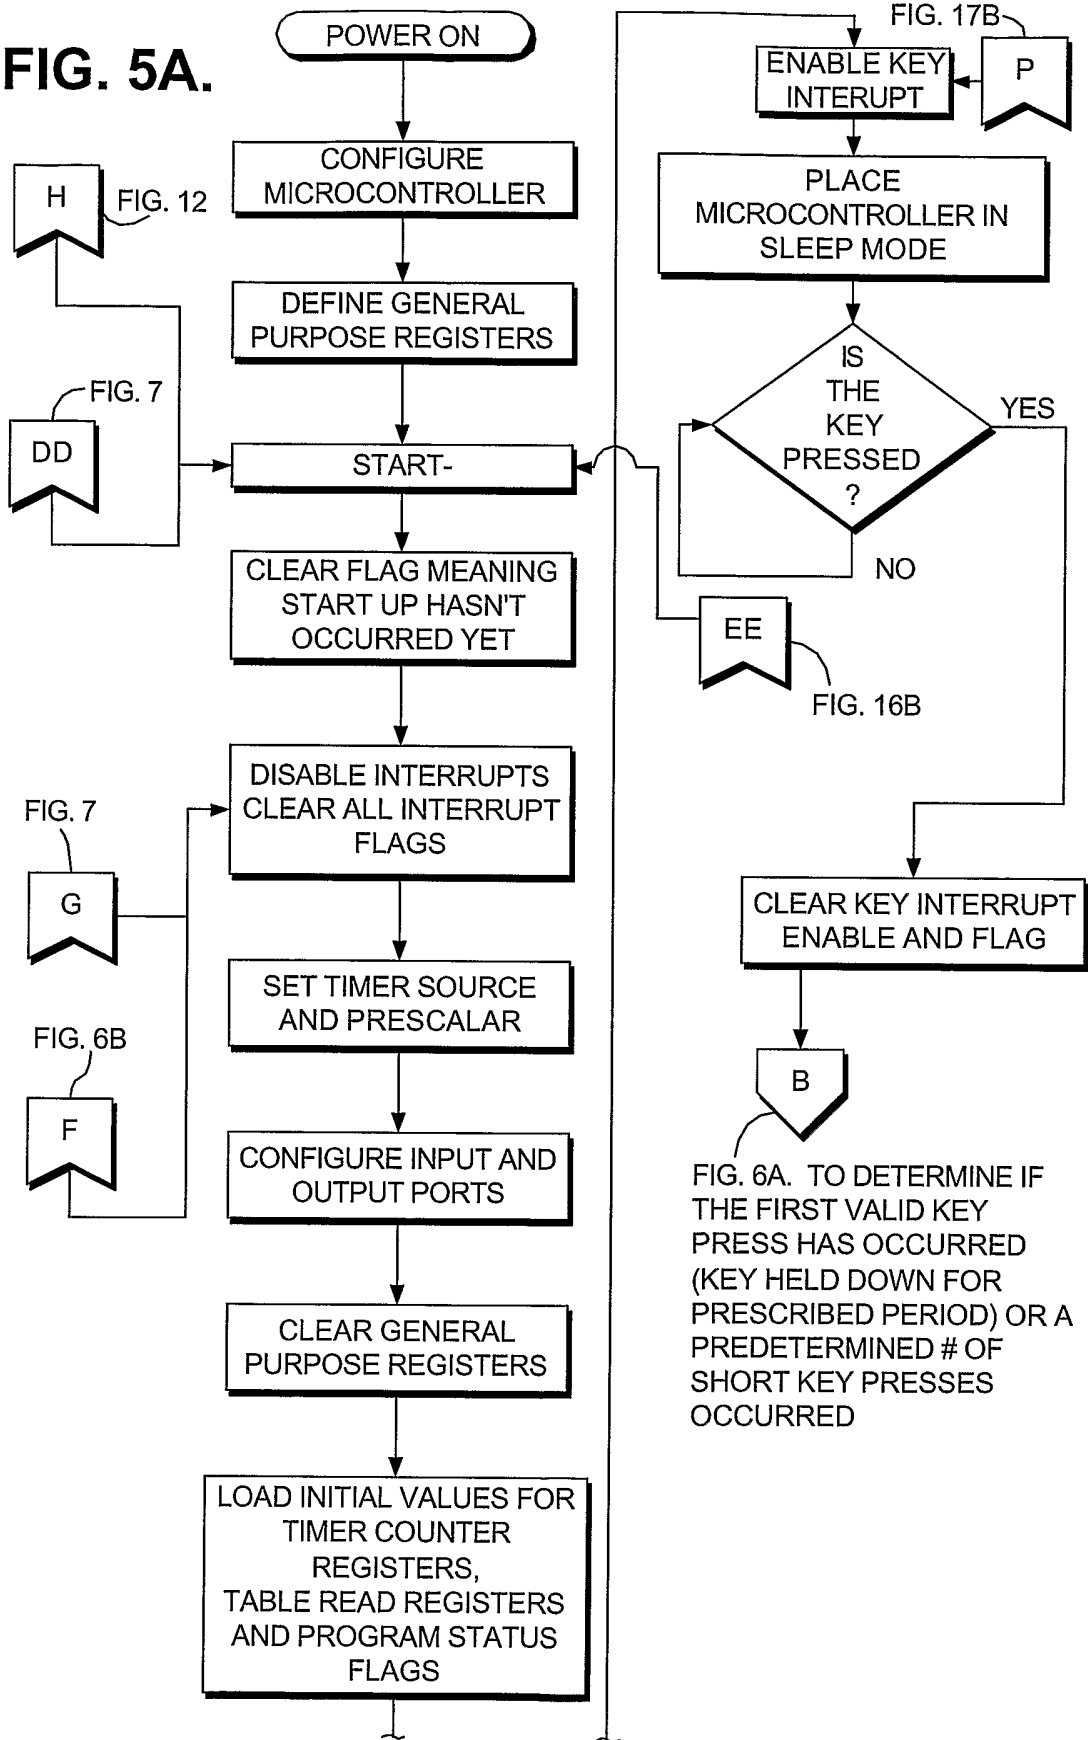 FIG. 5A.
POWER ON
CONFIGURE
MICROCONTROLLER
H
FIG. 12
DEFINE GENERAL
PURPOSE REGISTERS
FIG. 7
DD
START-
CLEAR FLAG MEANING
START UP HASN'T
OCCURRED YET
DISABLE INTERRUPTS
CLEAR ALL INTERRUPT
FLAGS
FIG. 7
G
SET TIMER SOURCE
AND PRESCALAR
FIG. 6B
F
CONFIGURE INPUT AND
OUTPUT PORTS
CLEAR GENERAL
PURPOSE REGISTERS
LOAD INITIAL VALUES FOR
TIMER COUNTER
REGISTERS,
TABLE READ REGISTERS
AND PROGRAM STATUS
FLAGS
FIG. 17B
P
ENABLE KEY
INTERUPT
PLACE
MICROCONTROLLER IN
SLEEP MODE
IS
THE
KEY
PRESSED
?
YES
NO
EE
FIG. 16B
CLEAR KEY INTERRUPT
ENABLE AND FLAG
B
FIG. 6A. TO DETERMINE IF
THE FIRST VALID KEY
PRESS HAS OCCURRED
(KEY HELD DOWN FOR
PRESCRIBED PERIOD) OR A
PREDETERMINED # OF
SHORT KEY PRESSES
OCCURRED